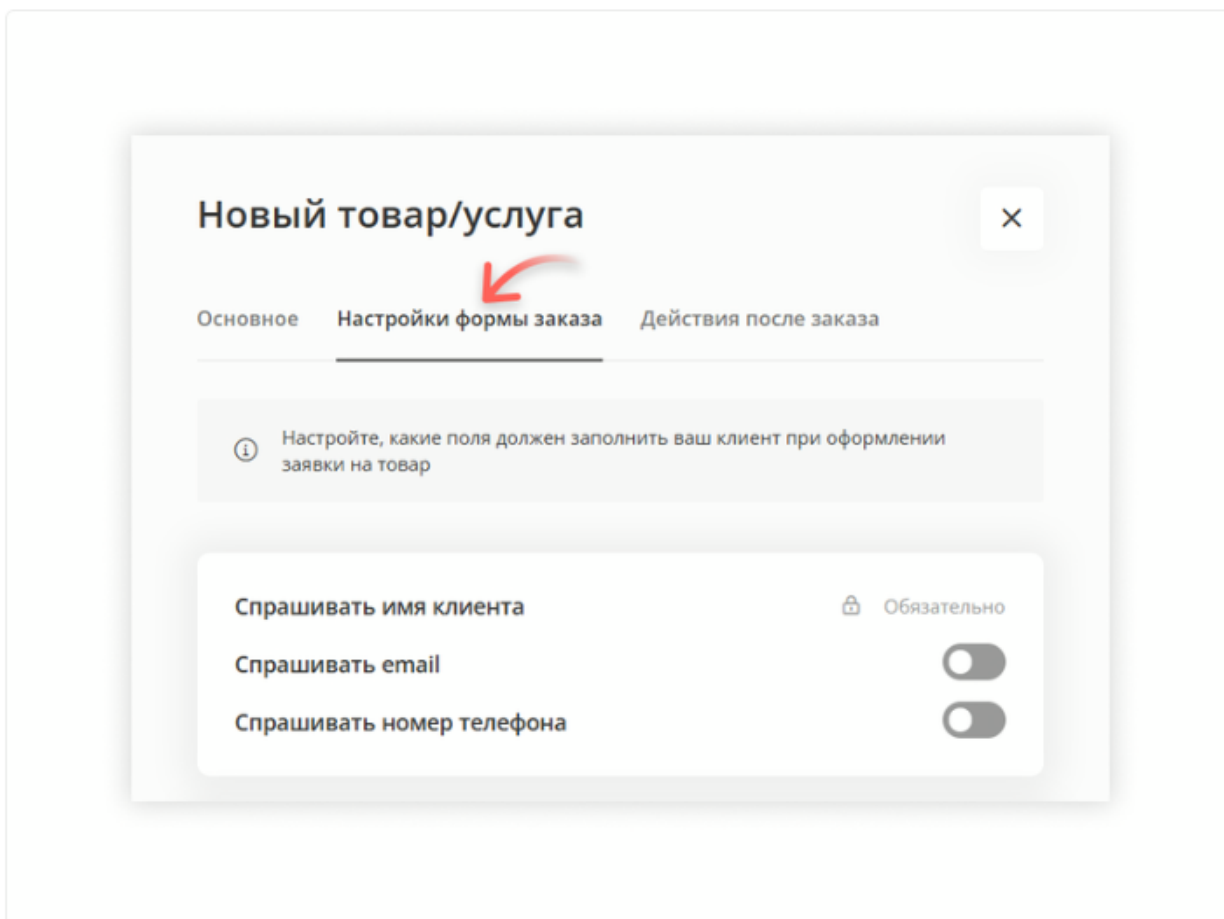 Новый товар/услуга
Основное Настройки формы заказа Действия после заказа
Настройте, какие поля должен заполнить ваш клиент при оформлении
заявки на товар
Спрашивать имя клиента Обязательно
Спрашивать email
Спрашивать номер телефона